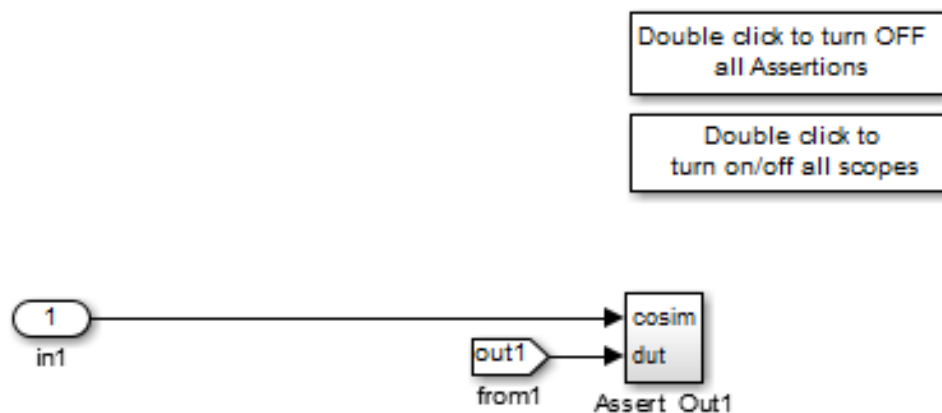 Double click to turn OFF
all Assertions
Double click to
turn on/off all scopes
1
in1
out1
from1
cosim
dut
Assert_Out1